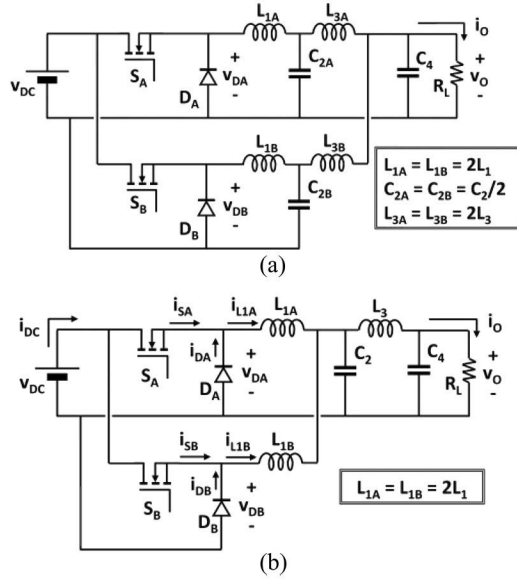 L1A L3A iO
vDC SA DA + vDA - C2A C4 RL + vO -
L1B L3B
SB DB + vDB - C2B
L1A = L1B = 2L1
C2A = C2B = C2/2
L3A = L3B = 2L3
(a)
iDC iSA iL1A L1A L3 iO
vDC SA iDA DA + vDA - C2 C4 RL + vO -
iSB iL1B L1B
SB iDB DB + vDB -
L1A = L1B = 2L1
(b)